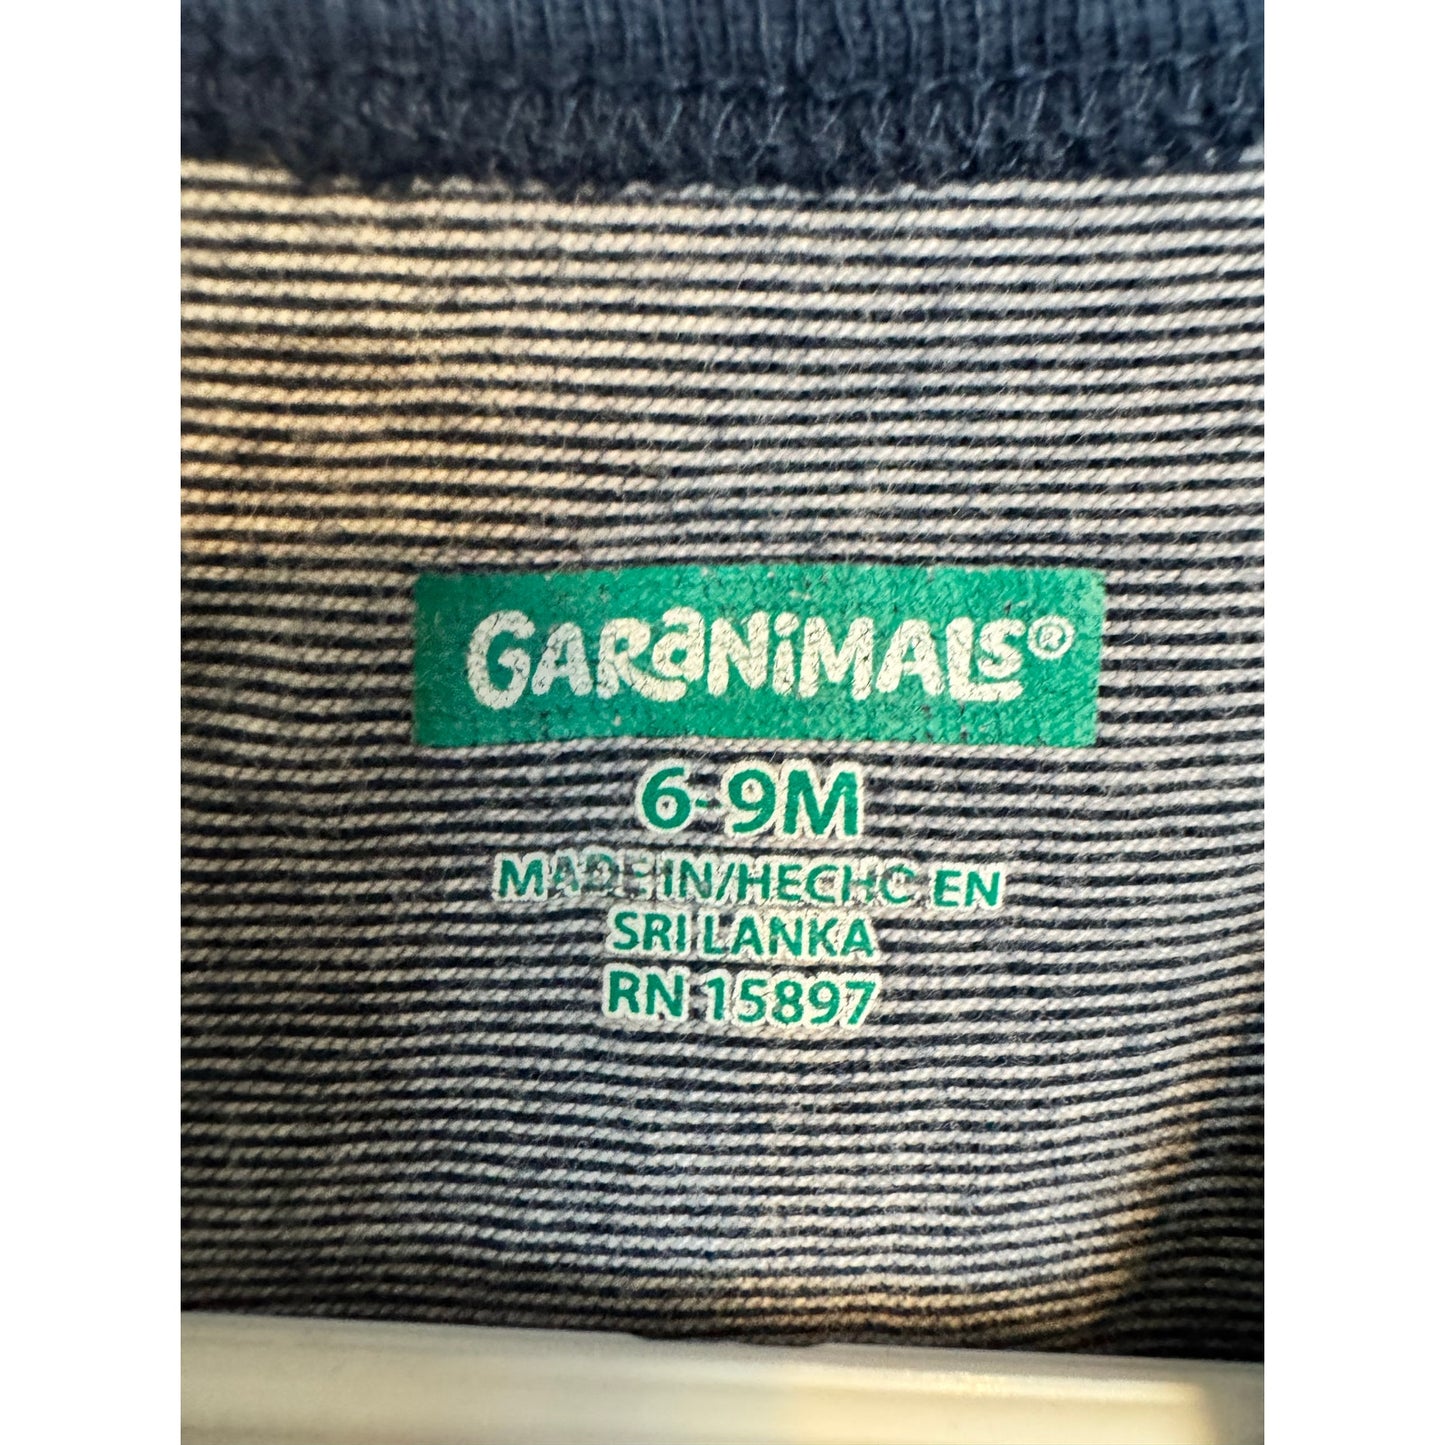 GARANIMALS®
6-9M
MADE IN/HECHO EN
SRI LANKA
RN 15897